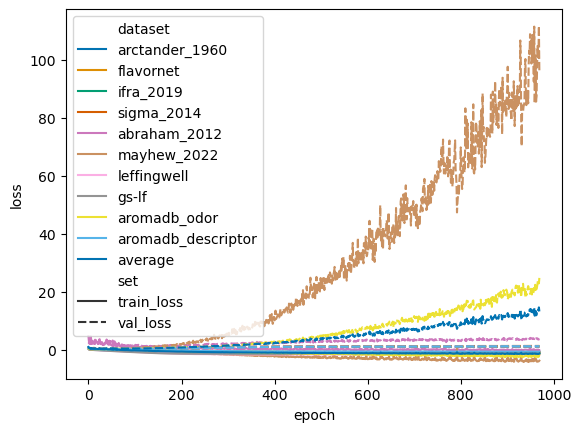 dataset
arctander_1960
flavornet
ifra_2019
sigma_2014
abraham_2012
mayhew_2022
leffingwell
gs-lf
aromadb_odor
aromadb_descriptor
average
set
train_loss
val_loss
100
80
60
40
20
0
loss
0 200 400 600 800 1000
epoch